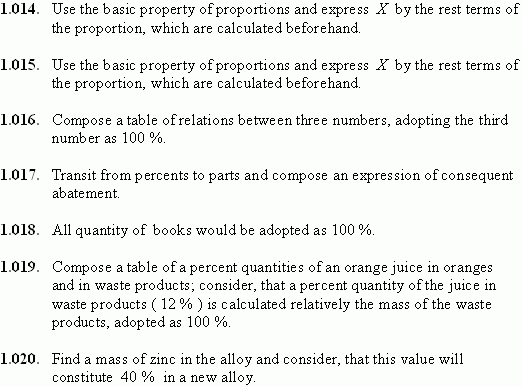 1.014. Use the basic property of proportions and express X by the rest terms of
the proportion, which are calculated beforehand.
1.015. Use the basic property of proportions and express X by the rest terms of
the proportion, which are calculated beforehand.
1.016. Compose a table of relations between three numbers, adopting the third
number as 100 %.
1.017. Transit from percents to parts and compose an expression of consequent
abatement.
1.018. All quantity of books would be adopted as 100 %.
1.019. Compose a table of a percent quantities of an orange juice in oranges
and in waste products; consider, that a percent quantity of the juice in
waste products ( 12 % ) is calculated relatively the mass of the waste
products, adopted as 100 %.
1.020. Find a mass of zinc in the alloy and consider, that this value will
constitute 40 % in a new alloy.